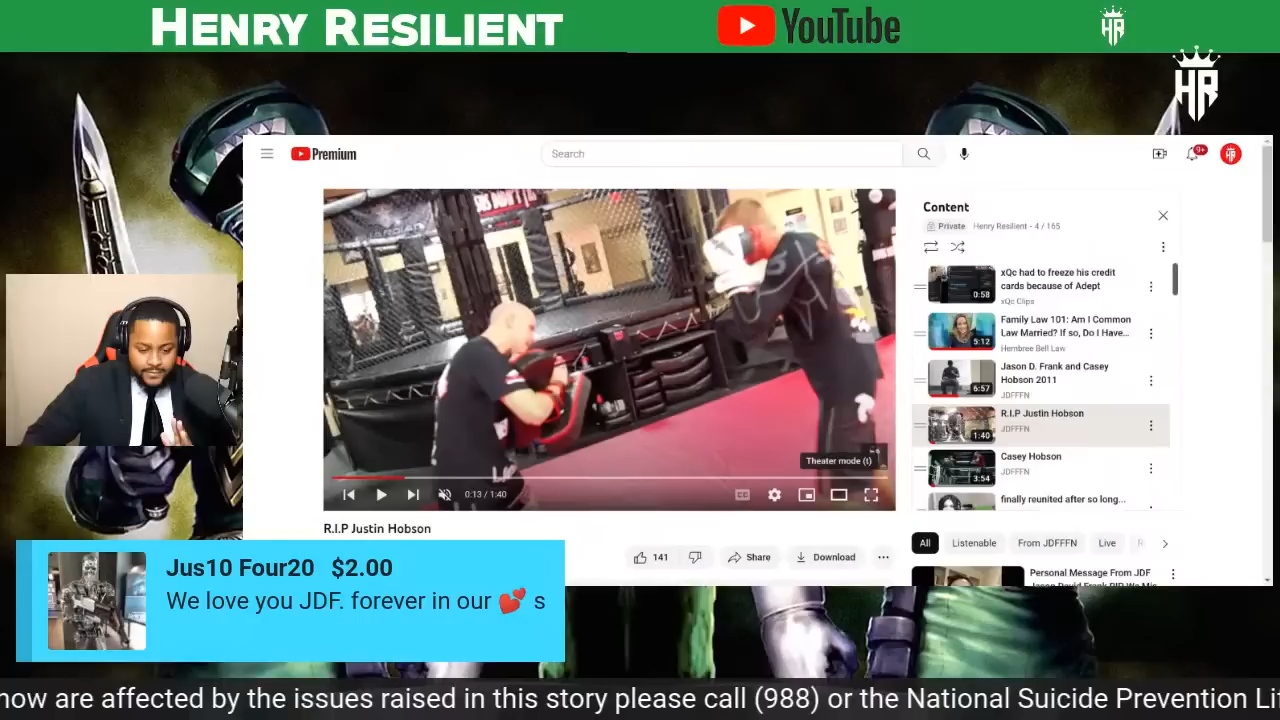 HENRY RESILIENT
YouTube
HR
HR
Premium
Search
9+
HR
Content
Private Henry Resilient - 4 / 165
xQc had to freeze his credit
cards because of Adept
xQc Clips
0:58
Family Law 101: Am I Common
Law Married? If so, Do I Have...
Hembree Bell Law
5:12
Jason D. Frank and Casey
Hobson 2011
JDFFFN
6:57
R.I.P Justin Hobson
JDFFFN
1:40
Casey Hobson
JDFFFN
3:54
finally reunited after so long...
Theater mode (t)
0:13 / 1:40
CC
R.I.P Justin Hobson
141
Share
Download
All
Listenable
From JDFFFN
Live
Personal Message From JDF
Jus10 Four20 $2.00
We love you JDF. forever in our 💕 s
now are affected by the issues raised in this story please call (988) or the National Suicide Prevention Li